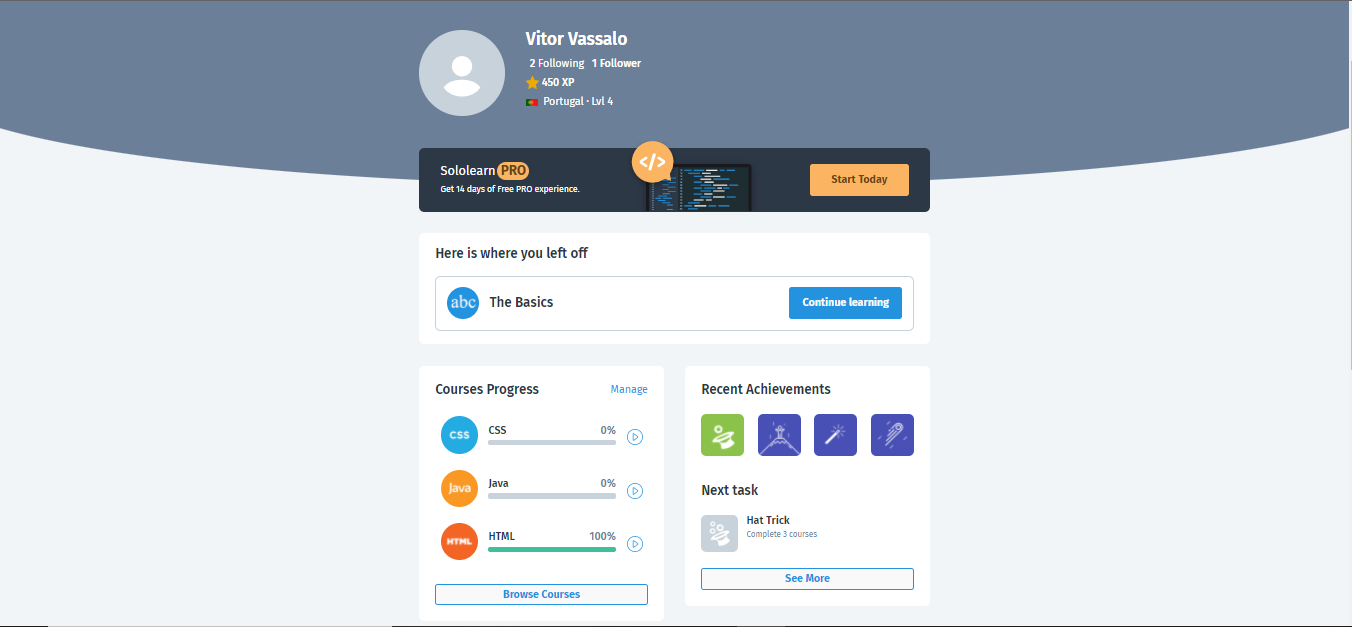 Vitor Vassalo
2 Following 1 Follower
450 XP
Portugal · Lvl 4
Sololearn PRO
Get 14 days of Free PRO experience.
</>
Start Today
Here is where you left off
abc
The Basics
Continue learning
Courses Progress
Manage
CSS
CSS
0%
Java
Java
0%
HTML
HTML
100%
Browse Courses
Recent Achievements
Next task
Hat Trick
Complete 3 courses
See More